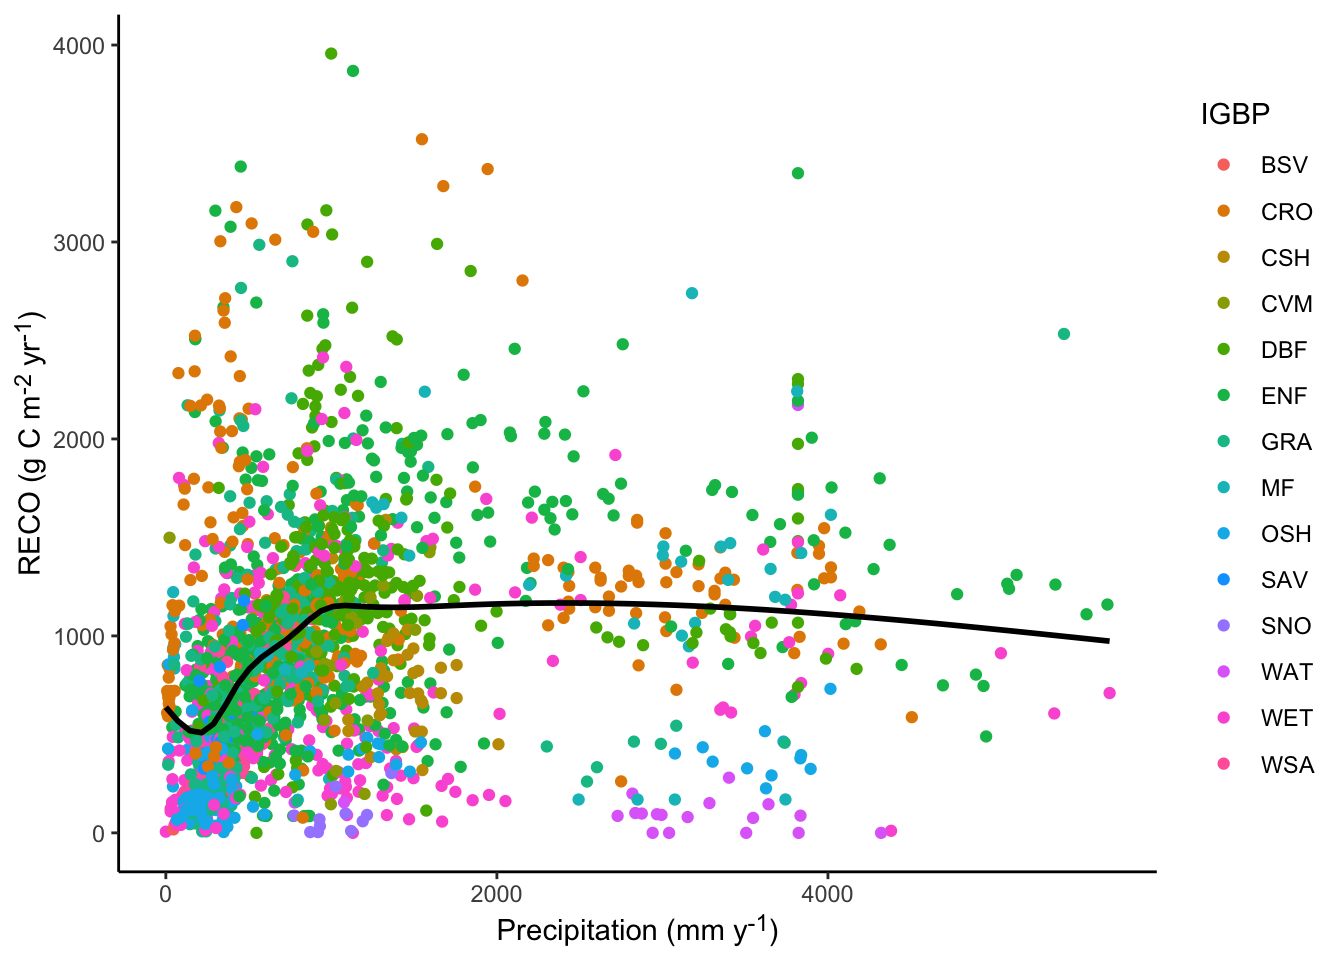 4000
3000
2000
1000
0
RECO (g C m-2 yr-1)
0
2000
4000
Precipitation (mm y-1)
IGBP
BSV
CRO
CSH
CVM
DBF
ENF
GRA
MF
OSH
SAV
SNO
WAT
WET
WSA